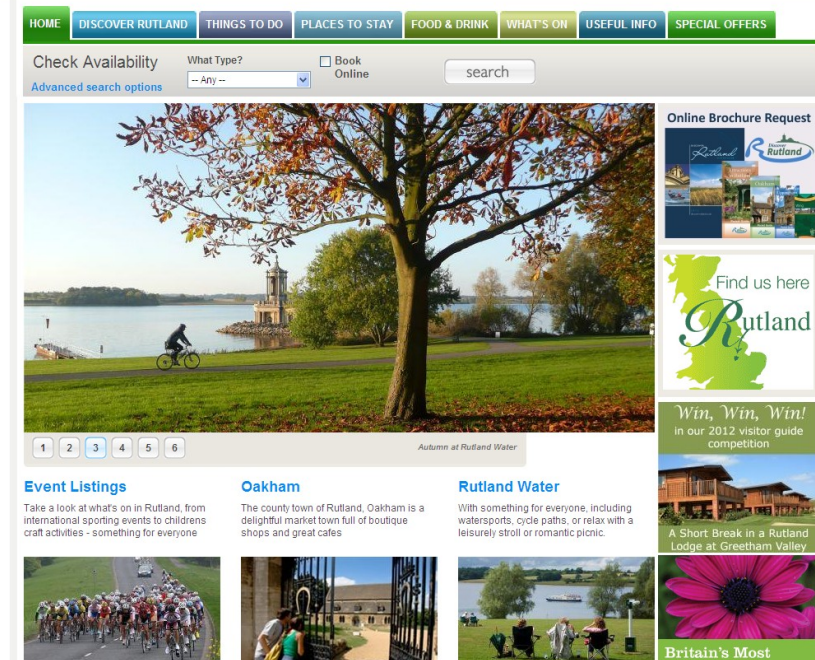 HOME DISCOVER RUTLAND THINGS TO DO PLACES TO STAY FOOD & DRINK WHAT'S ON USEFUL INFO SPECIAL OFFERS
Check Availability
Advanced search options
What Type?
-- Any --
Book
Online
search
Online Brochure Request
Rutland
Discover
Rutland
Find us here
Rutland
1 2 3 4 5 6
Autumn at Rutland Water
Win, Win, Win!
in our 2012 visitor guide
competition
A Short Break in a Rutland
Lodge at Greetham Valley
Britain's Most
Event Listings
Take a look at what's on in Rutland, from
international sporting events to childrens
craft activities - something for everyone
Oakham
The county town of Rutland, Oakham is a
delightful market town full of boutique
shops and great cafes
Rutland Water
With something for everyone, including
watersports, cycle paths, or relax with a
leisurely stroll or romantic picnic.